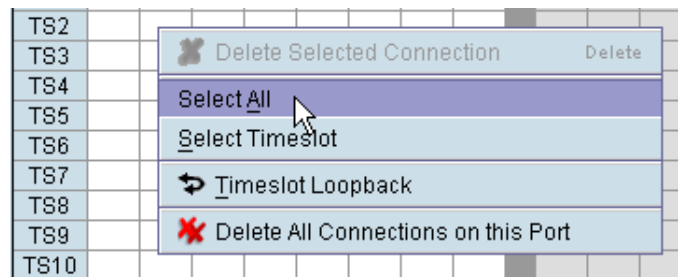 TS2
TS3
TS4
TS5
TS6
TS7
TS8
TS9
TS10
Delete Selected Connection Delete
Select All
Select Timeslot
Timeslot Loopback
Delete All Connections on this Port